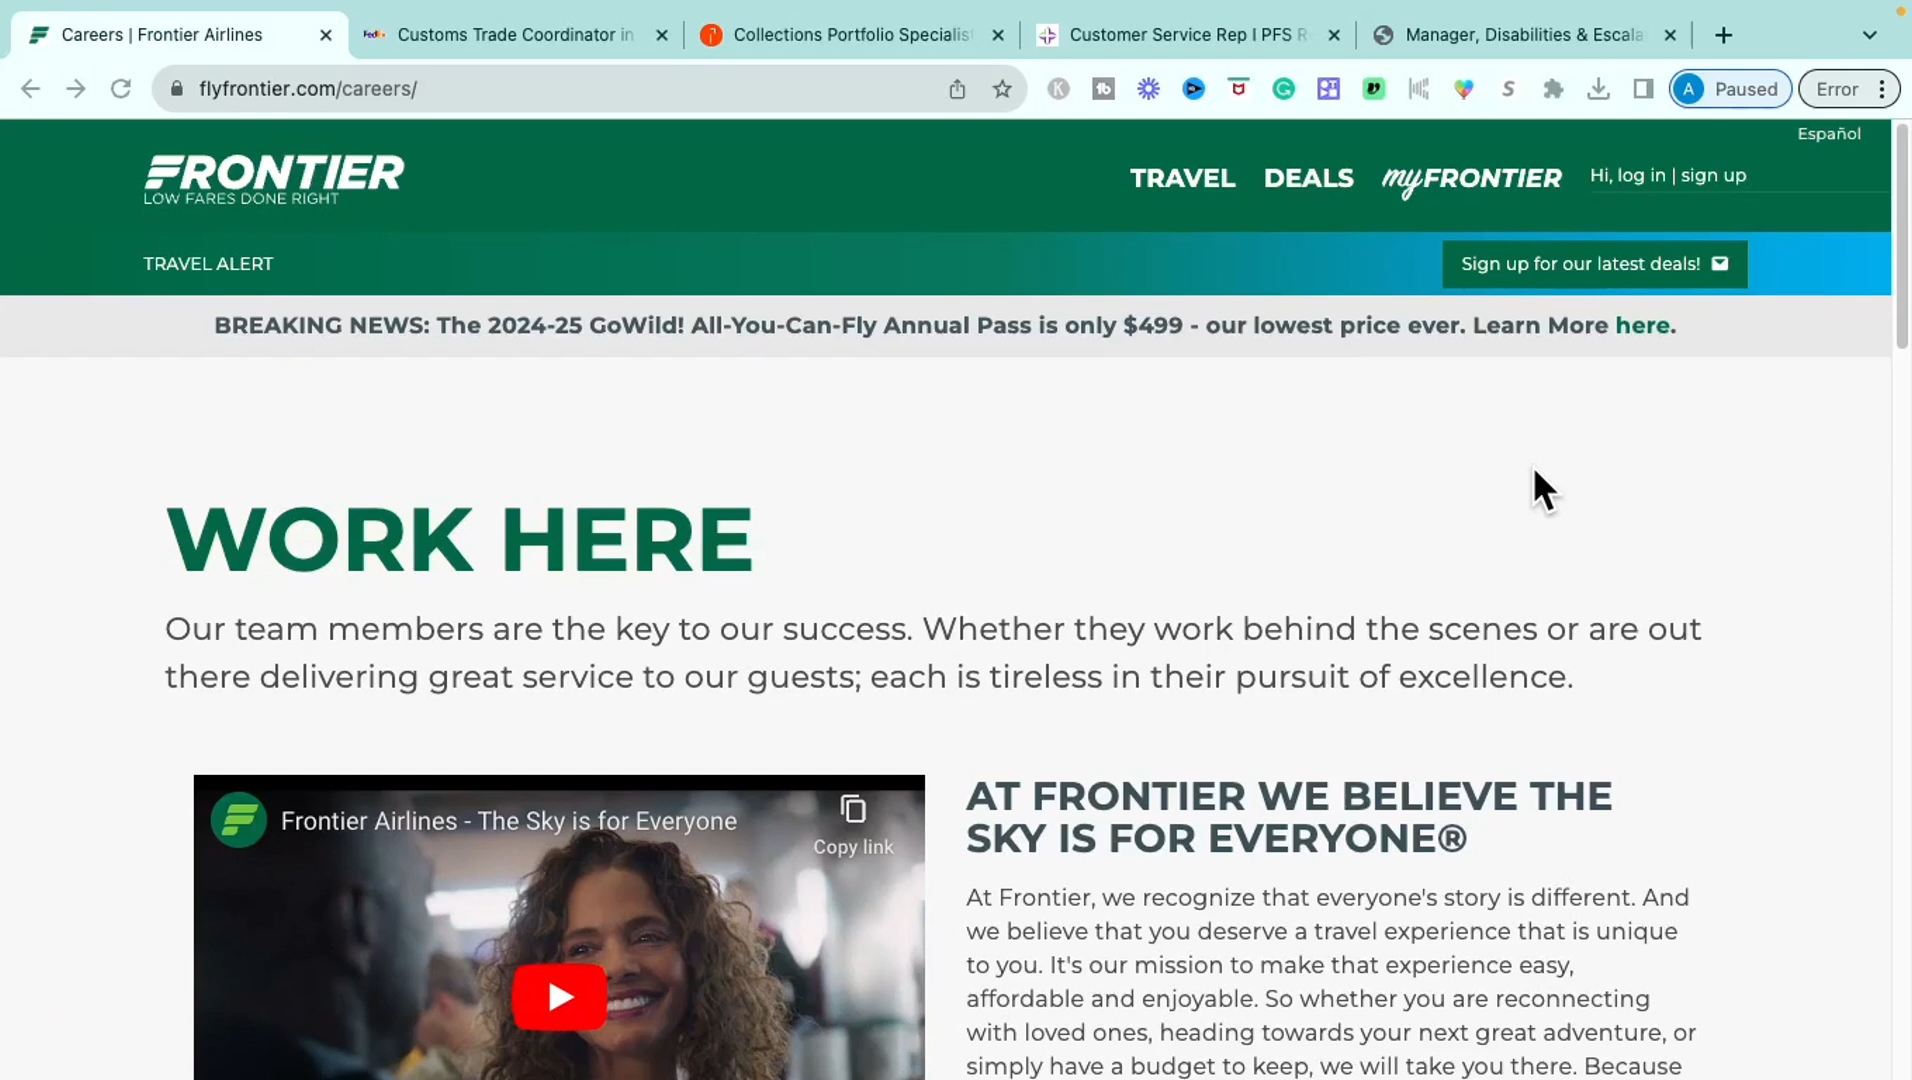 Careers | Frontier Airlines
FedEx
Customs Trade Coordinator in
Collections Portfolio Specialist
Customer Service Rep I PFS R
Manager, Disabilities & Escala
flyfrontier.com/careers/
K
tb
G
S
A
Paused
Error
Español
FRONTIER
LOW FARES DONE RIGHT
TRAVEL
DEALS
myFRONTIER
Hi, log in | sign up
TRAVEL ALERT
Sign up for our latest deals!
BREAKING NEWS: The 2024-25 GoWild! All-You-Can-Fly Annual Pass is only $499 - our lowest price ever. Learn More here.
WORK HERE
Our team members are the key to our success. Whether they work behind the scenes or are out
there delivering great service to our guests; each is tireless in their pursuit of excellence.
Frontier Airlines - The Sky is for Everyone
Copy link
AT FRONTIER WE BELIEVE THE
SKY IS FOR EVERYONE®
At Frontier, we recognize that everyone's story is different. And
we believe that you deserve a travel experience that is unique
to you. It's our mission to make that experience easy,
affordable and enjoyable. So whether you are reconnecting
with loved ones, heading towards your next great adventure, or
simply have a budget to keep, we will take you there. Because